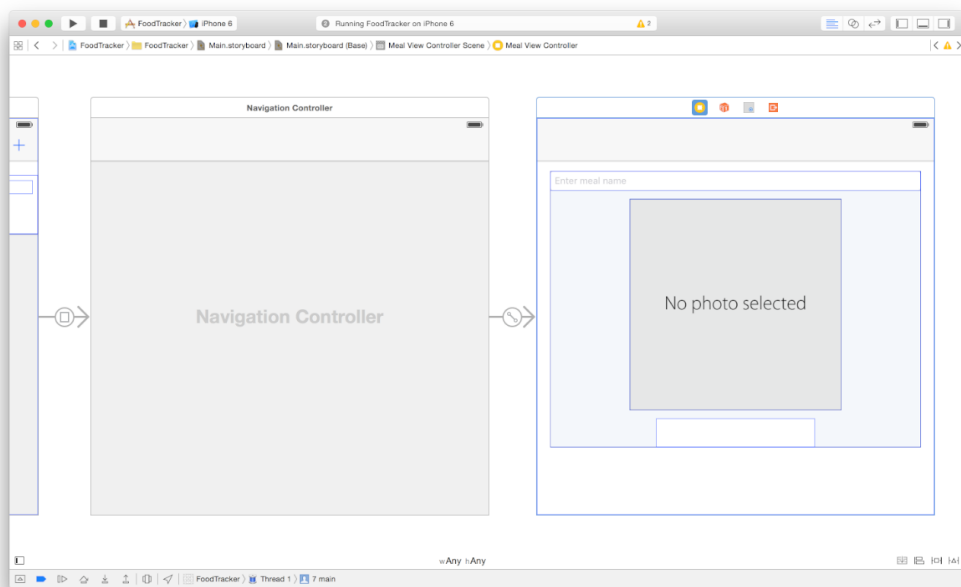 FoodTracker iPhone 6 2 Running FoodTracker on iPhone 6 2
FoodTracker FoodTracker Main.storyboard Main.storyboard (Base) Meal View Controller Scene Meal View Controller
Navigation Controller
Enter meal name
No photo selected
Navigation Controller
wAny hAny
FoodTracker Thread 1 7 main